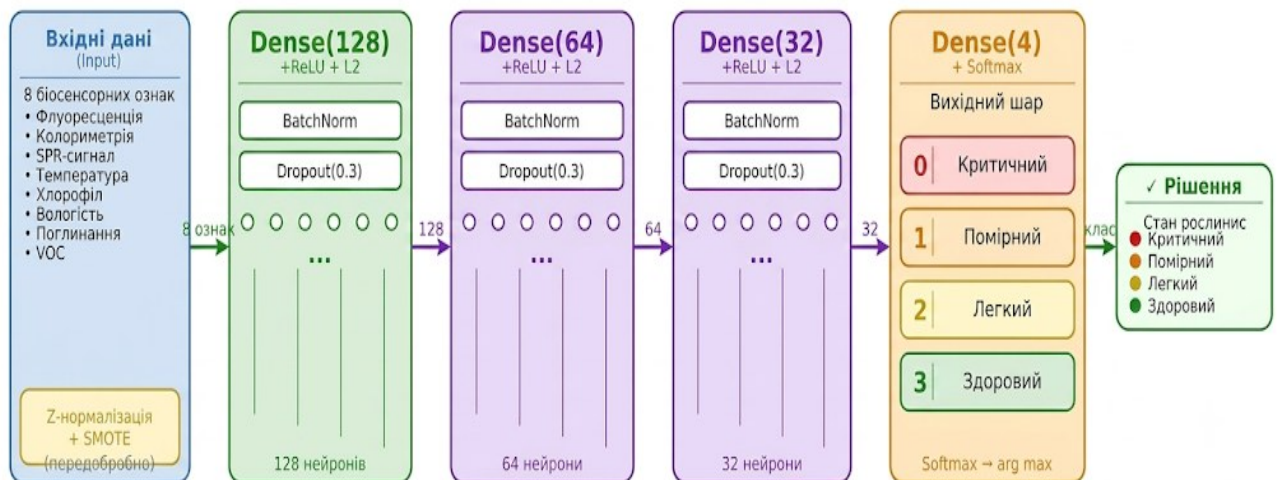 Вхідні дані
(Input)
8 біосенсорних ознак
• Флуоресценція
• Колориметрія
• SPR-сигнал
• Температура
• Хлорофіл
• Вологість
• Поглинання
• VOC
Z-нормалізація
+ SMOTE
(передобробно)
8 ознак
Dense(128)
+ReLU + L2
BatchNorm
Dropout(0.3)
...
128 нейронів
128
Dense(64)
+ReLU + L2
BatchNorm
Dropout(0.3)
...
64 нейрони
64
Dense(32)
+ReLU + L2
BatchNorm
Dropout(0.3)
...
32 нейрони
32
Dense(4)
+ Softmax
Вихідний шар
0 Критичний
1 Помірний
2 Легкий
3 Здоровий
Softmax → arg max
клас
✓ Рішення
Стан рослинис
Критичний
Помірний
Легкий
Здоровий